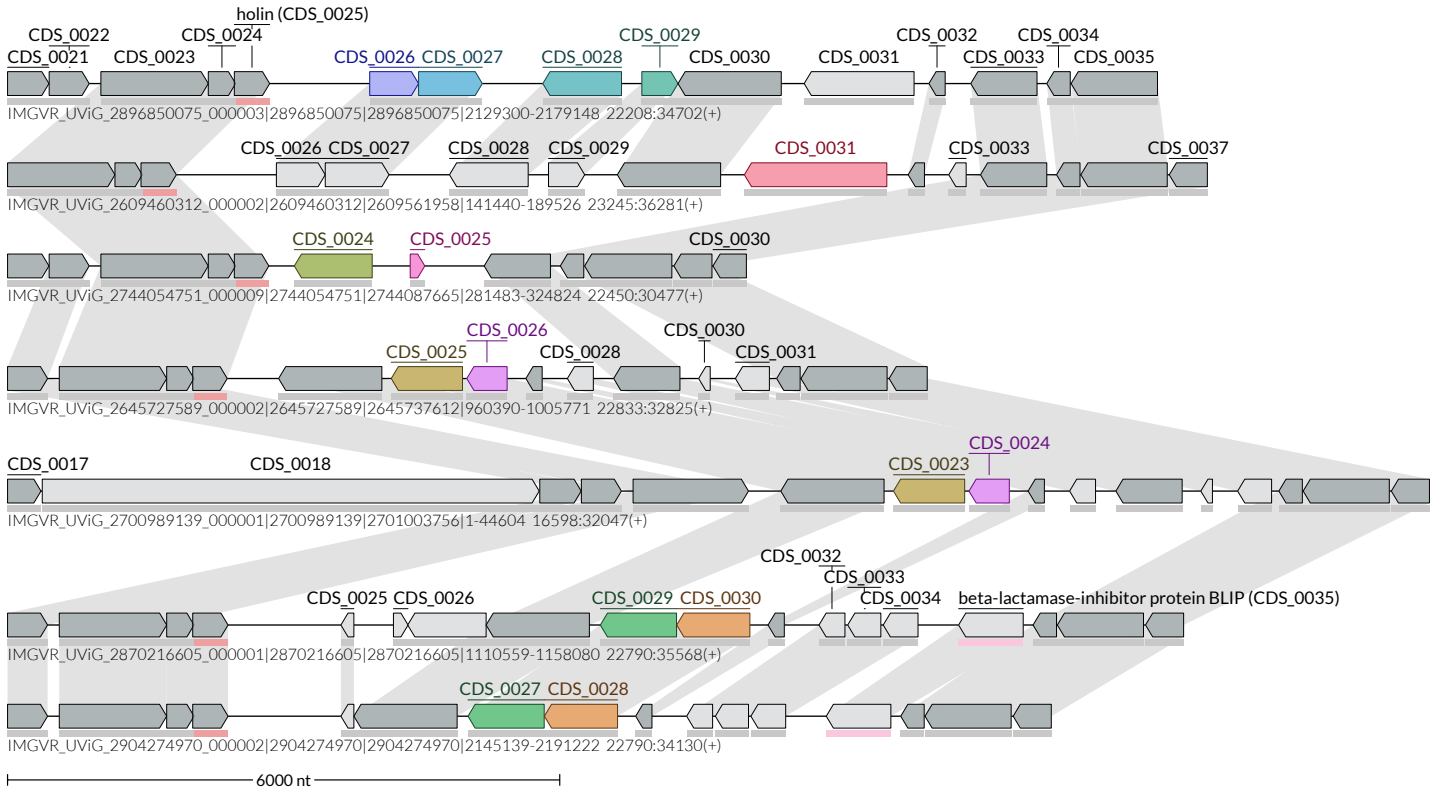 holin (CDS_0025)
CDS_0022 CDS_0024 CDS_0029 CDS_0032 CDS_0034
CDS_0021 CDS_0023 CDS_0026 CDS_0027 CDS_0028 CDS_0030 CDS_0031 CDS_0033 CDS_0035
IMGVR_UViG_2896850075_000003|2896850075|2896850075|2129300-2179148 22208:34702(+)
CDS_0026 CDS_0027 CDS_0028 CDS_0029 CDS_0031 CDS_0033 CDS_0037
IMGVR_UViG_2609460312_000002|2609460312|2609561958|141440-189526 23245:36281(+)
CDS_0024 CDS_0025 CDS_0030
IMGVR_UViG_2744054751_000009|2744054751|2744087665|281483-324824 22450:30477(+)
CDS_0026 CDS_0030
CDS_0025 CDS_0028 CDS_0031
IMGVR_UViG_2645727589_000002|2645727589|2645737612|960390-1005771 22833:32825(+)
CDS_0024
CDS_0017 CDS_0018 CDS_0023
IMGVR_UViG_2700989139_000001|2700989139|2701003756|1-44604 16598:32047(+)
CDS_0032
CDS_0033
CDS_0025 CDS_0026 CDS_0029 CDS_0030 CDS_0034 beta-lactamase-inhibitor protein BLIP (CDS_0035)
IMGVR_UViG_2870216605_000001|2870216605|2870216605|1110559-1158080 22790:35568(+)
CDS_0027 CDS_0028
IMGVR_UViG_2904274970_000002|2904274970|2904274970|2145139-2191222 22790:34130(+)
6000 nt